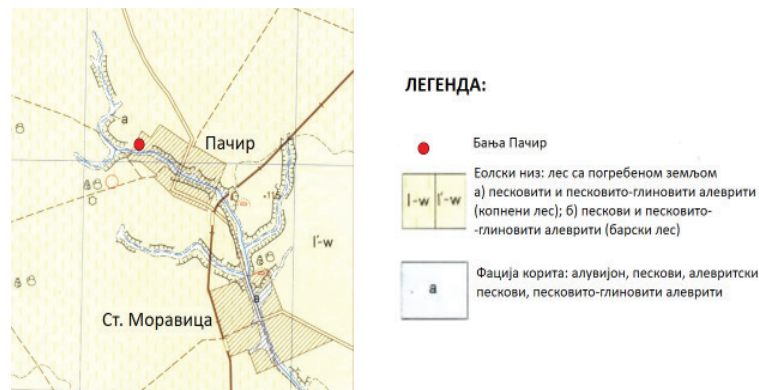 a
Пачир
•115
l'-w
a
Ст. Моравица
ЛЕГЕНДА:
Бања Пачир
l-w l'-w
Еолски низ: лес са погребеном земљом
а) песковити и песковито-глиновити алеврити
(копнени лес); б) пескови и песковито-
-глиновити алеврити (барски лес)
a
Фација корита: алувијон, пескови, алевритски
пескови, песковито-глиновити алеврити